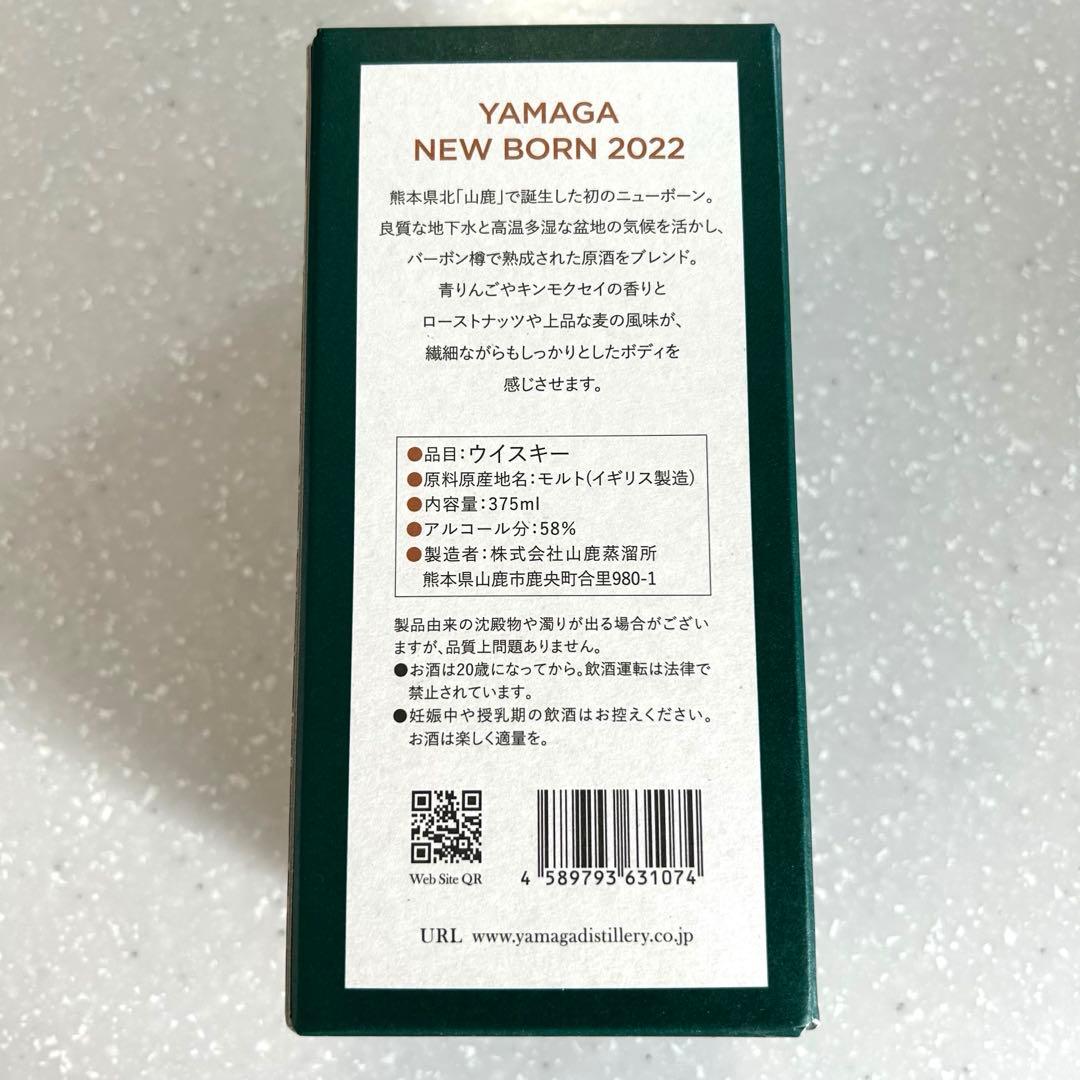 YAMAGA
NEW BORN 2022
熊本県北「山鹿」で誕生した初のニューボーン。
良質な地下水と高温多湿な盆地の気候を活かし、
バーボン樽で熟成された原酒をブレンド。
青りんごやキンモクセイの香りと
ローストナッツや上品な麦の風味が、
繊細ながらもしっかりとしたボディを
感じさせます。
●品目：ウイスキー
●原料原産地名：モルト(イギリス製造)
●内容量：375ml
●アルコール分：58%
●製造者：株式会社山鹿蒸溜所
熊本県山鹿市鹿央町合里980-1
製品由来の沈殿物や濁りが出る場合がござい
ますが、品質上問題ありません。
●お酒は20歳になってから。飲酒運転は法律で
禁止されています。
●妊娠中や授乳期の飲酒はお控えください。
お酒は楽しく適量を。
Web Site QR
4 589793 631074
URL www.yamagadistillery.co.jp